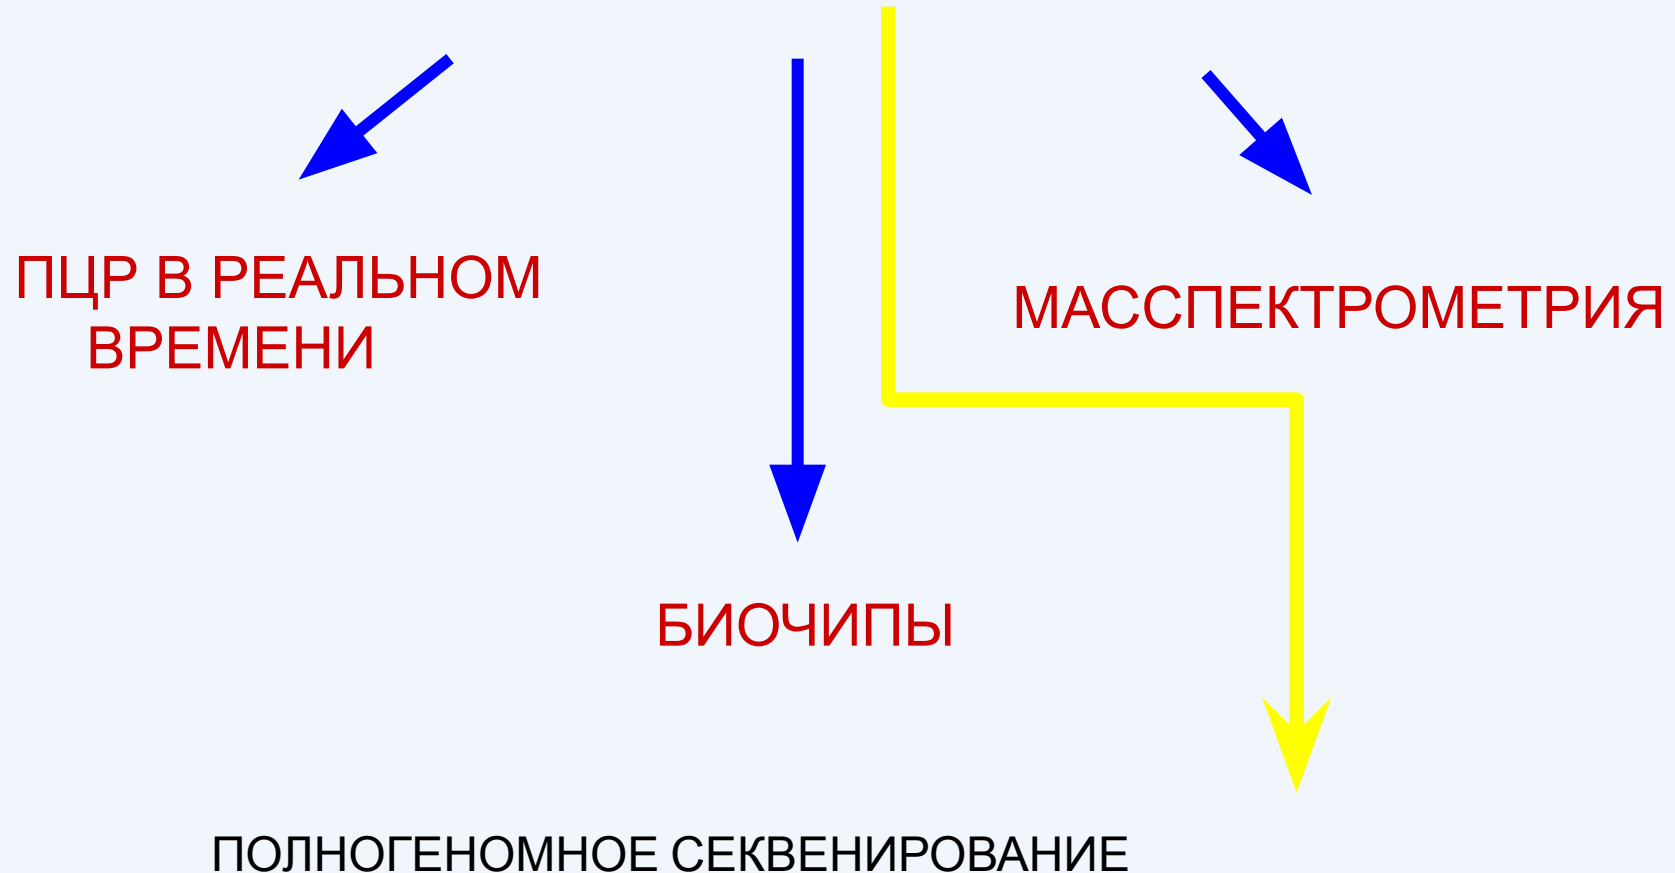 ПЦР В РЕАЛЬНОМ
ВРЕМЕНИ
МАССПЕКТРОМЕТРИЯ
БИОЧИПЫ
ПОЛНОГЕНОМНОЕ СЕКВЕНИРОВАНИЕ